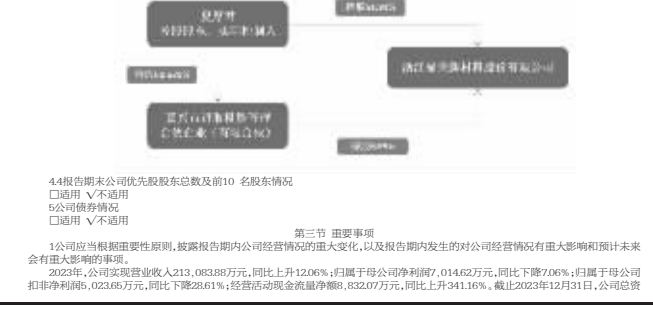 4.4报告期末公司优先股股东总数及前10 名股东情况
□适用 √不适用
5公司债券情况
□适用 √不适用
第三节 重要事项
1公司应当根据重要性原则,披露报告期内公司经营情况的重大变化,以及报告期内发生的对公司经营情况有重大影响和预计未来
会有重大影响的事项。
2023年,公司实现营业收入213,083.88万元,同比上升12.06%;归属于母公司净利润7,014.62万元,同比下降7.06%;归属于母公司
扣非净利润5,023.65万元,同比下降28.61%;经营活动现金流量净额8,832.07万元,同比上升341.16%。截止2023年12月31日,公司总资